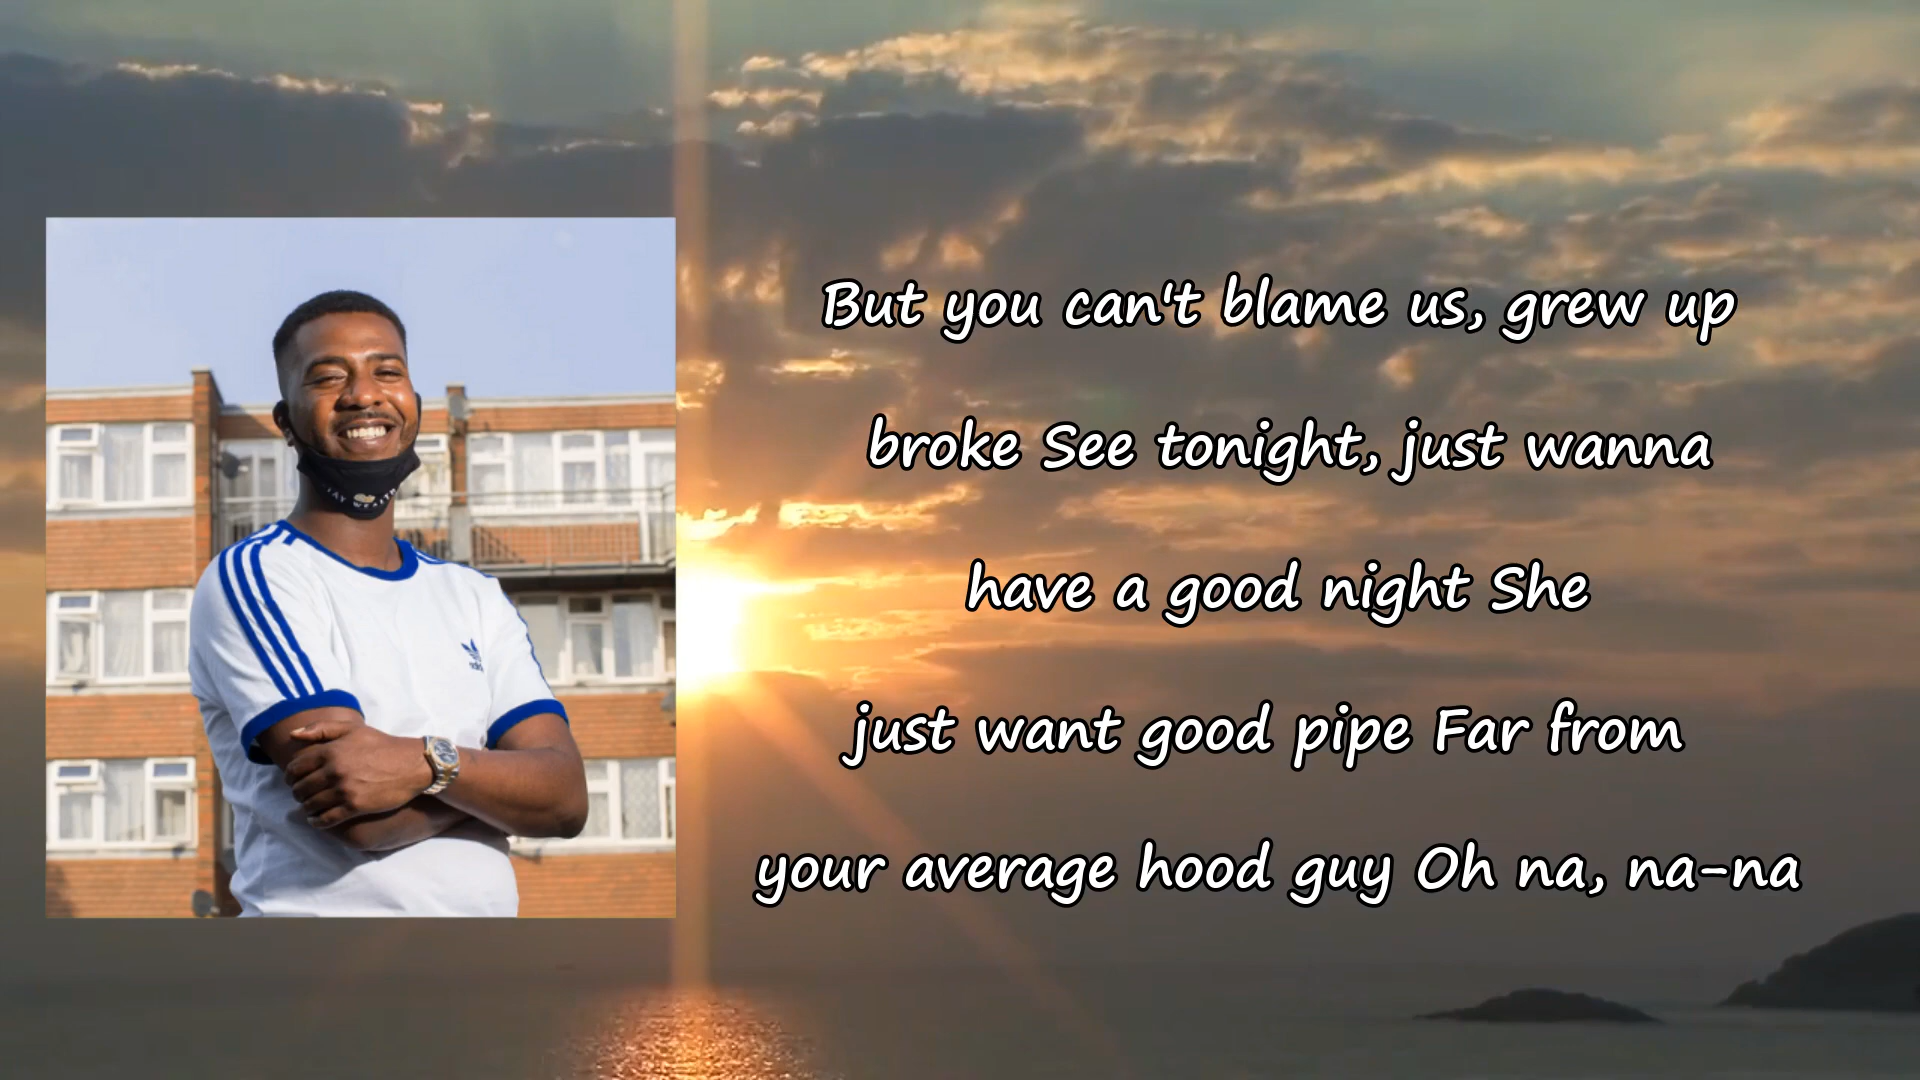 But you can't blame us, grew up
broke See tonight, just wanna
have a good night She
just want good pipe Far from
your average hood guy Oh na, na-na
adidas